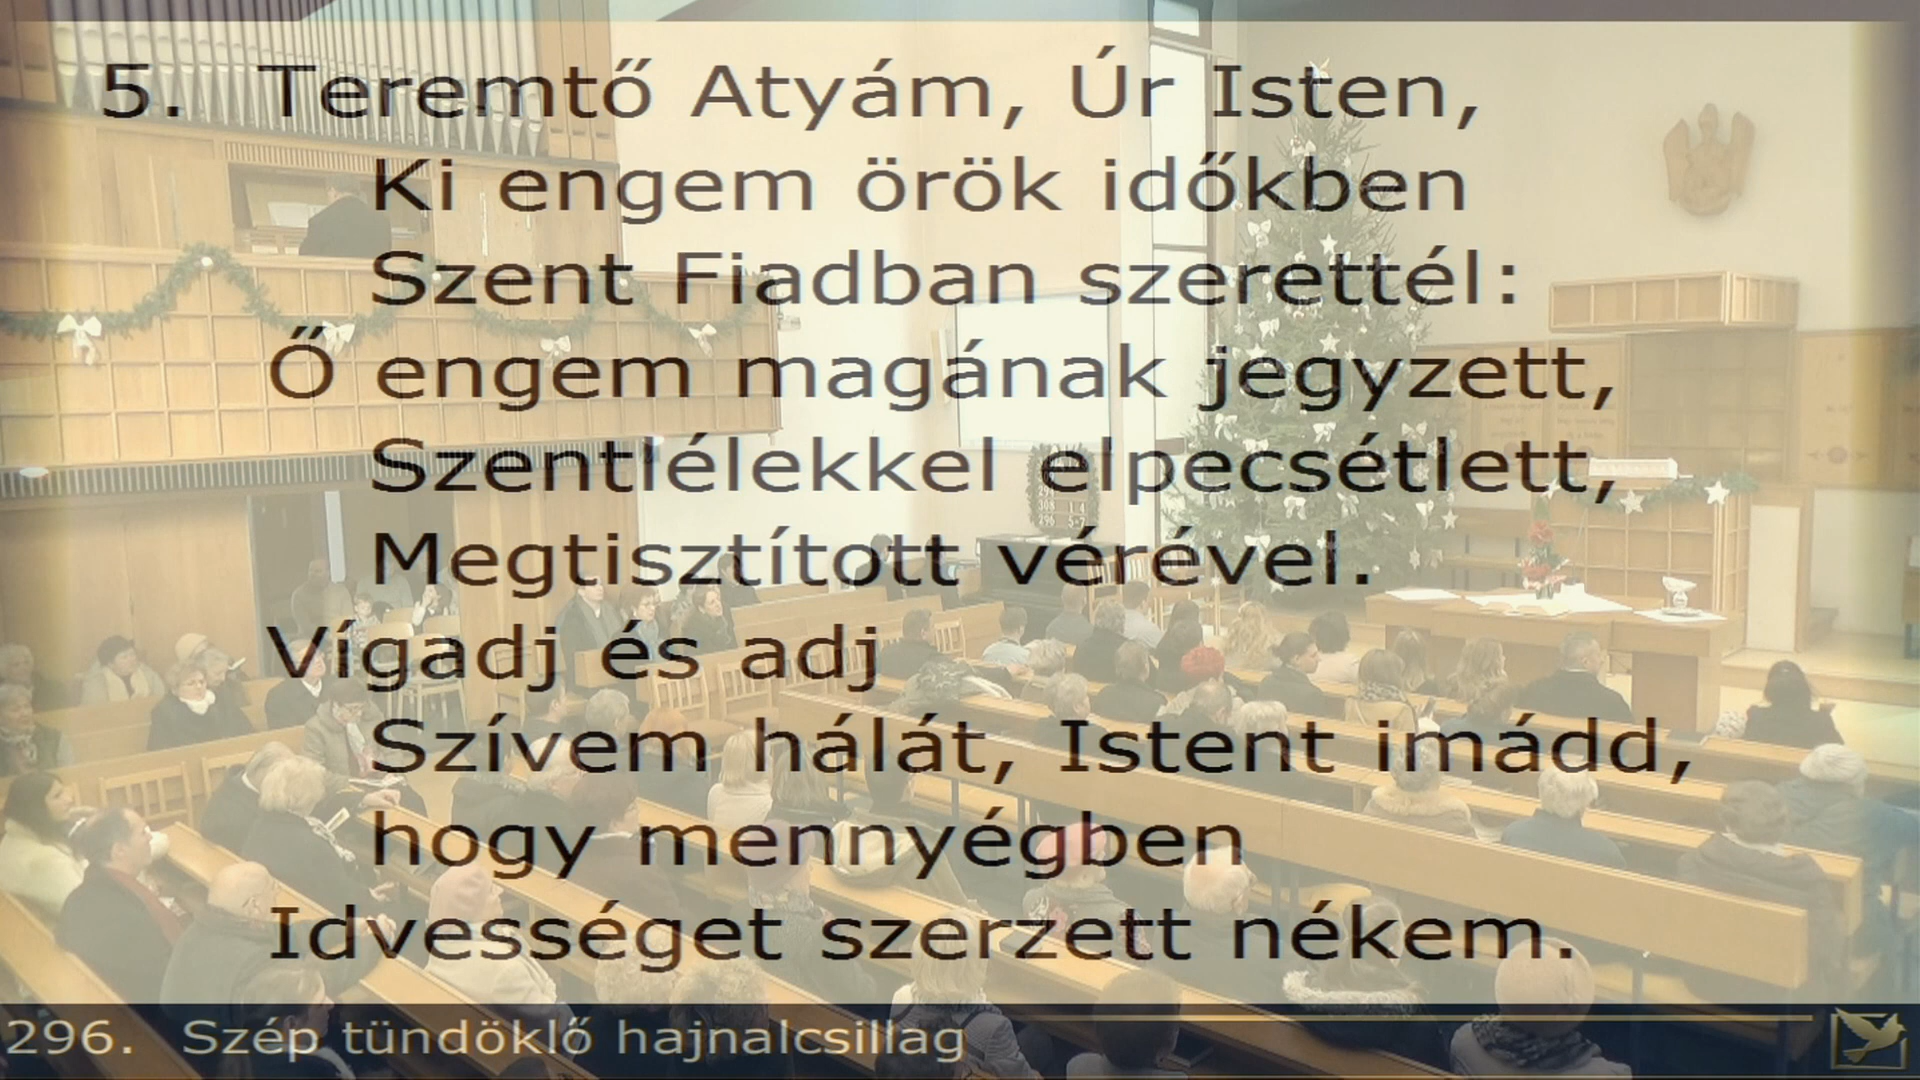 5. Teremtő Atyám, Úr Isten,
Ki engem örök időkben
Szent Fiadban szerettél:
Ő engem magának jegyzett,
Szentlélekkel elpecsétlett,
Megtisztított vérével.
Vígadj és adj
Szívem hálát, Istent imádd,
hogy mennyégben
Idvességet szerzett nékem.
296. Szép tündöklő hajnalcsillag